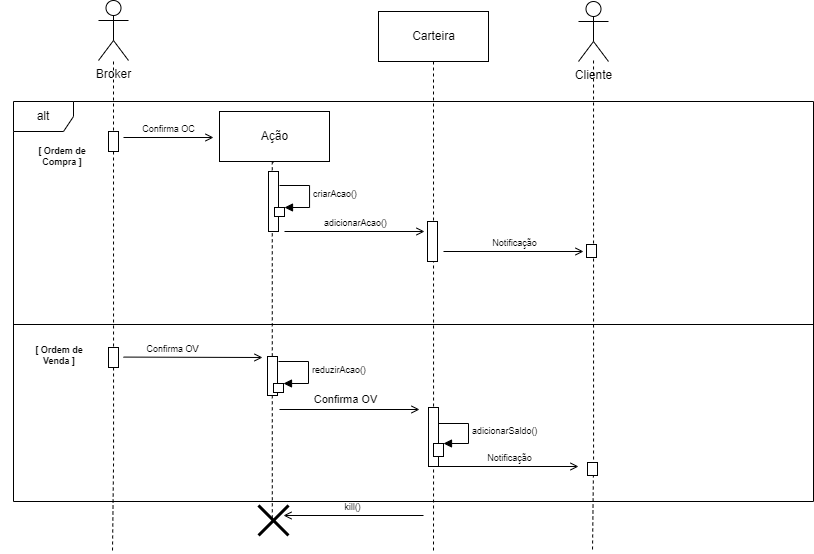 Broker
Carteira
Cliente
alt
[ Ordem de
Compra ]
Confirma OC
Ação
criarAcao()
adicionarAcao()
Notificação
[ Ordem de
Venda ]
Confirma OV
reduzirAcao()
Confirma OV
adicionarSaldo()
Notificação
kill()